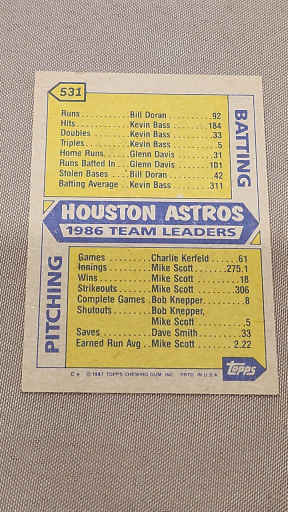 531
BATTING
Runs..........Bill Doran........92
Hits............Kevin Bass......184
Doubles........Kevin Bass.......33
Triples..........Kevin Bass........5
Home Runs.....Glenn Davis......31
Runs Batted In...Glenn Davis.....101
Stolen Bases....Bill Doran........42
Batting Average..Kevin Bass......311
HOUSTON ASTROS
1986 TEAM LEADERS
PITCHING
Games..........Charlie Kerfeld....61
Innings.........Mike Scott.....275.1
Wins...........Mike Scott........18
Strikeouts......Mike Scott.......306
Complete Games.Bob Knepper.......8
Shutouts........Bob Knepper,
Mike Scott........5
Saves...........Dave Smith.......33
Earned Run Avg..Mike Scott.....2.22
Topps
C* © 1987 TOPPS CHEWING GUM, INC. PRTD. IN U.S.A.